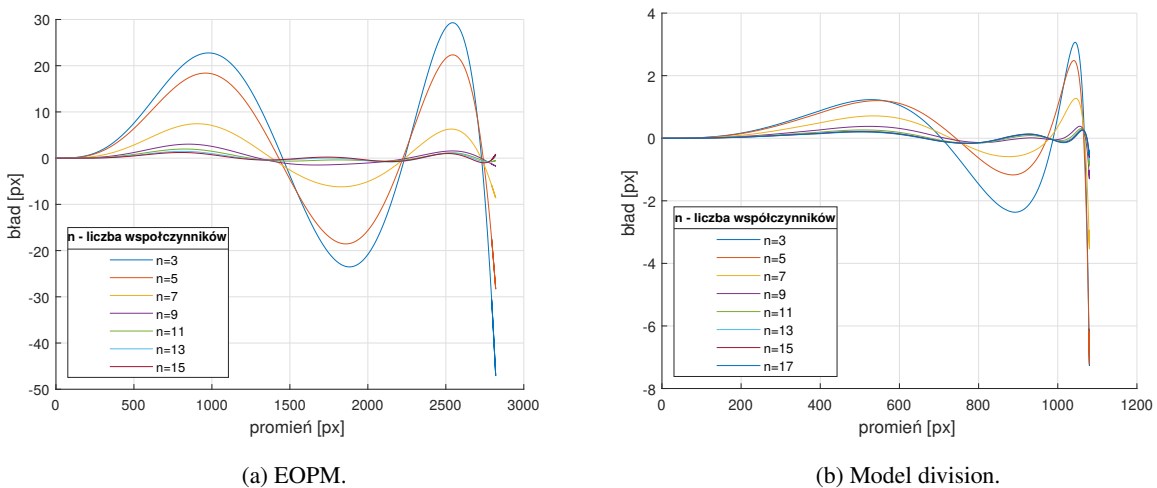 30
20
10
0
-10
-20
-30
-40
-50
0 500 1000 1500 2000 2500 3000
bład [px]
promień [px]
n - liczba wspołczynników
n=3
n=5
n=7
n=9
n=11
n=13
n=15
(a) EOPM.
4
2
0
-2
-4
-6
-8
0 200 400 600 800 1000 1200
bład [px]
promień [px]
n - liczba współczynników
n=3
n=5
n=7
n=9
n=11
n=13
n=15
n=17
(b) Model division.